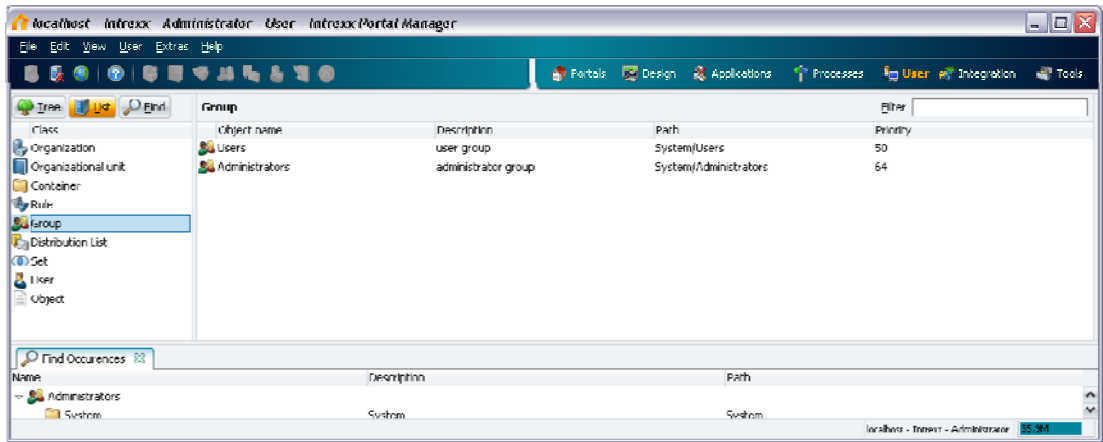 localhost Intrexx Administrator User Intrexx Portal Manager
File Edit View User Extras Help
Portals Design Applications Processes User Integration Tools
Tree List Find Group Filter
Class Object name Description Path Priority
Organization Users user group System/Users 50
Organizational unit Administrators administrator group System/Administrators 64
Container
Role
Group
Distribution List
Set
User
Object
Find Occurences
Name Description Path
Administrators
System System System
localhost - Intrexx - Administrator 35.9M